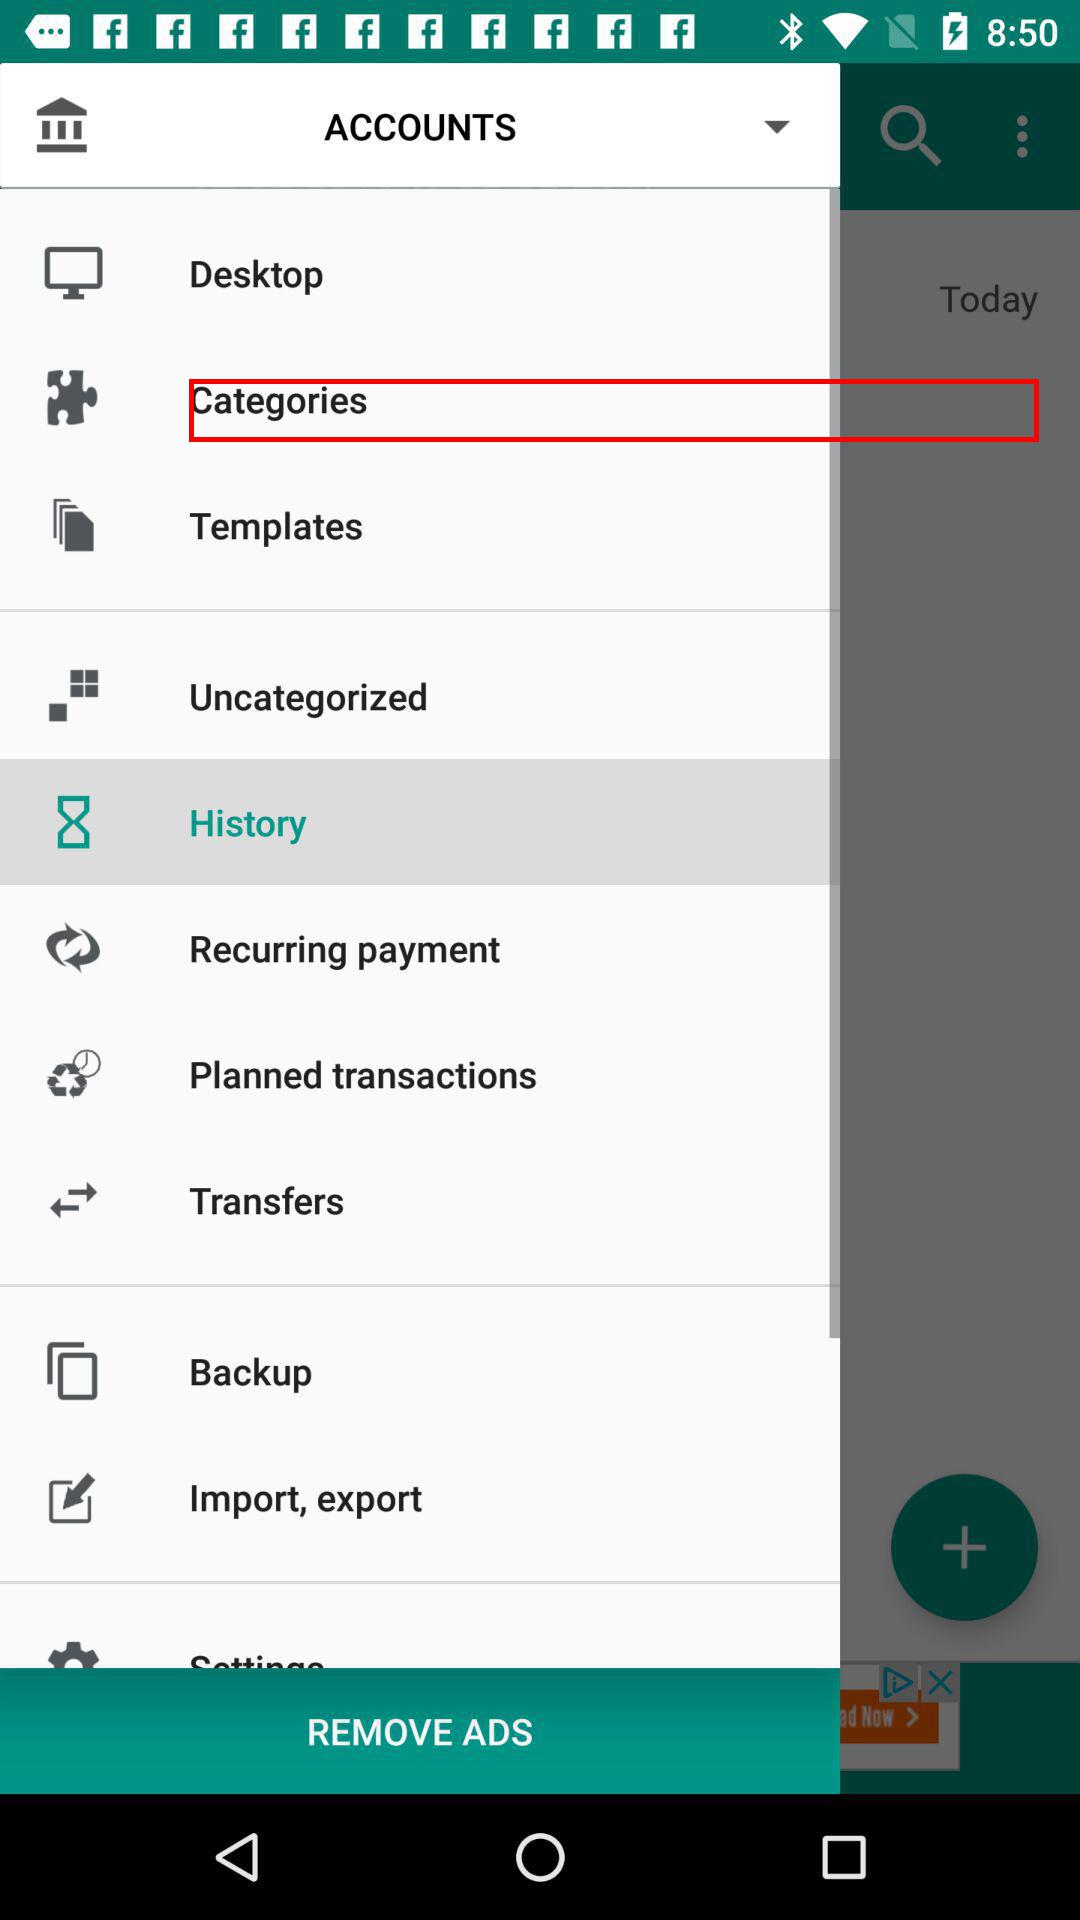 8:50
ACCOUNTS
Desktop
Today
Categories
Templates
Uncategorized
History
Recurring payment
Planned transactions
Transfers
Backup
Import, export
Settings
ad Now
REMOVE ADS